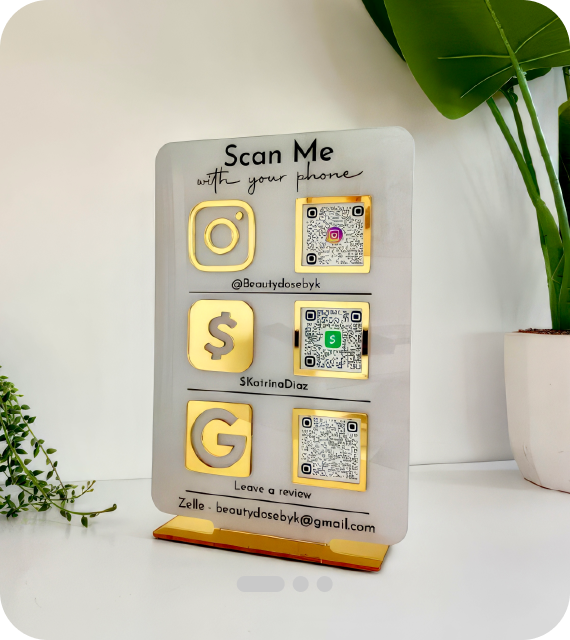 Scan Me
with your phone
@Beautydosebyk
$KatrinaDiaz
Leave a review
Zelle - beautydosebyk@gmail.com